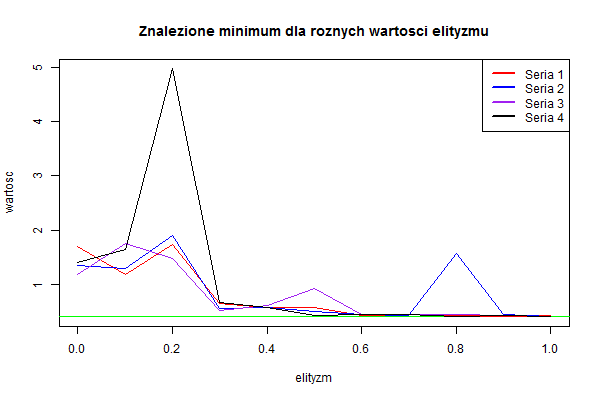 Znalezione minimum dla roznych wartosci elityzmu
Seria 1
Seria 2
Seria 3
Seria 4
wartosc
5
4
3
2
1
0.0 0.2 0.4 0.6 0.8 1.0
elityzm